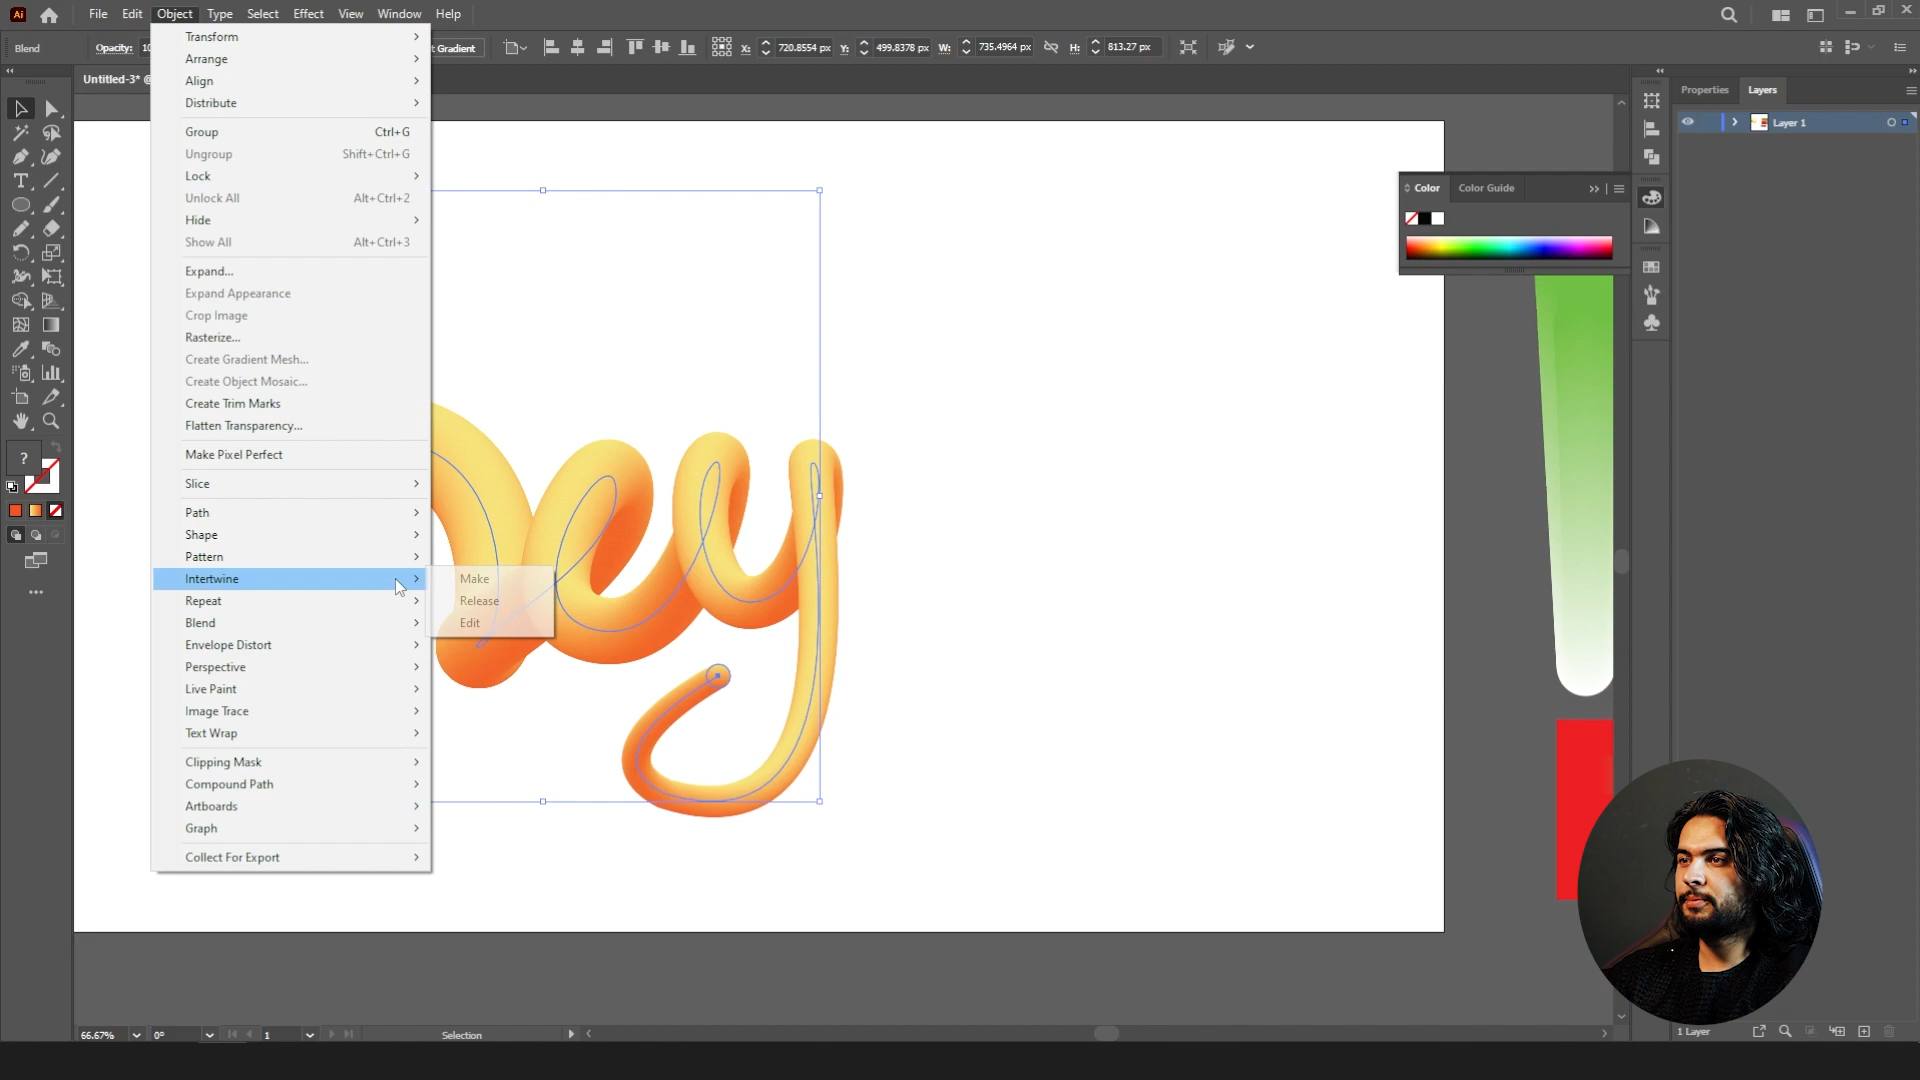 Ai File Edit Object Type Select Effect View Window Help
Blend Opacity: 10 t Gradient X: 720.8554 px Y: 499.8378 px W: 735.4964 px H: 813.27 px
Untitled-3* @
Transform
Arrange
Align
Distribute
Group Ctrl+G
Ungroup Shift+Ctrl+G
Lock
Unlock All Alt+Ctrl+2
Hide
Show All Alt+Ctrl+3
Expand...
Expand Appearance
Crop Image
Rasterize...
Create Gradient Mesh...
Create Object Mosaic...
Create Trim Marks
Flatten Transparency...
Make Pixel Perfect
Slice
Path
Shape
Pattern
Intertwine
Repeat
Blend
Envelope Distort
Perspective
Live Paint
Image Trace
Text Wrap
Clipping Mask
Compound Path
Artboards
Graph
Collect For Export
Make
Release
Edit
ey
?
Color Color Guide
Properties Layers
Layer 1
66.67% 0° 1 Selection
1 Layer